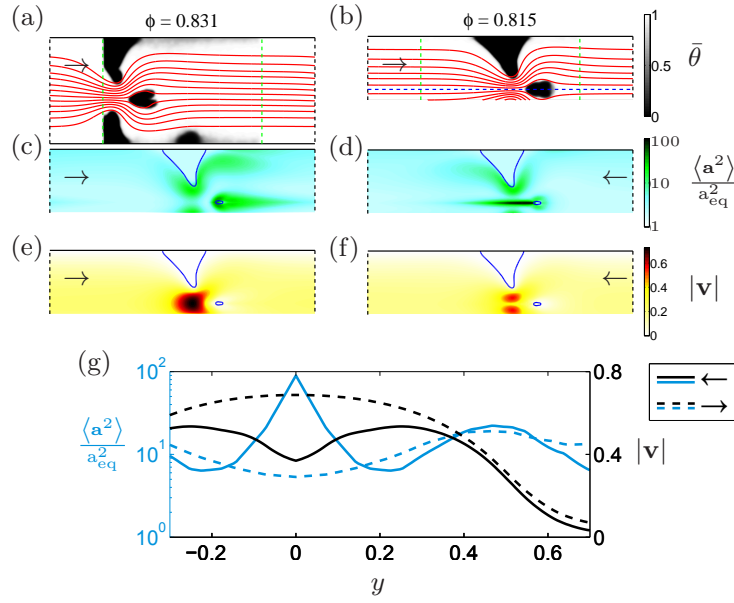 (a) ϕ = 0.831
(b) ϕ = 0.815
→
→
1
0.5
0
θ̄
(c)
→
(d)
←
100
10
1
⟨a²⟩
a²eq
(e)
→
(f)
←
0.6
0.4
0.2
0
|v|
(g)
10²
10¹
10⁰
⟨a²⟩
a²eq
0.8
0.4
0
|v|
←
→
−0.2 0 0.2 0.4 0.6
y